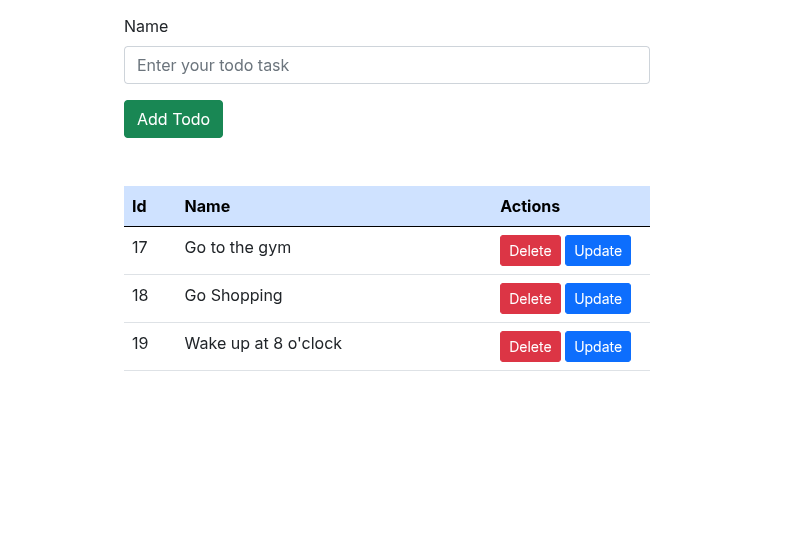 Name
Enter your todo task
Add Todo
Id Name Actions
17 Go to the gym Delete Update
18 Go Shopping Delete Update
19 Wake up at 8 o'clock Delete Update